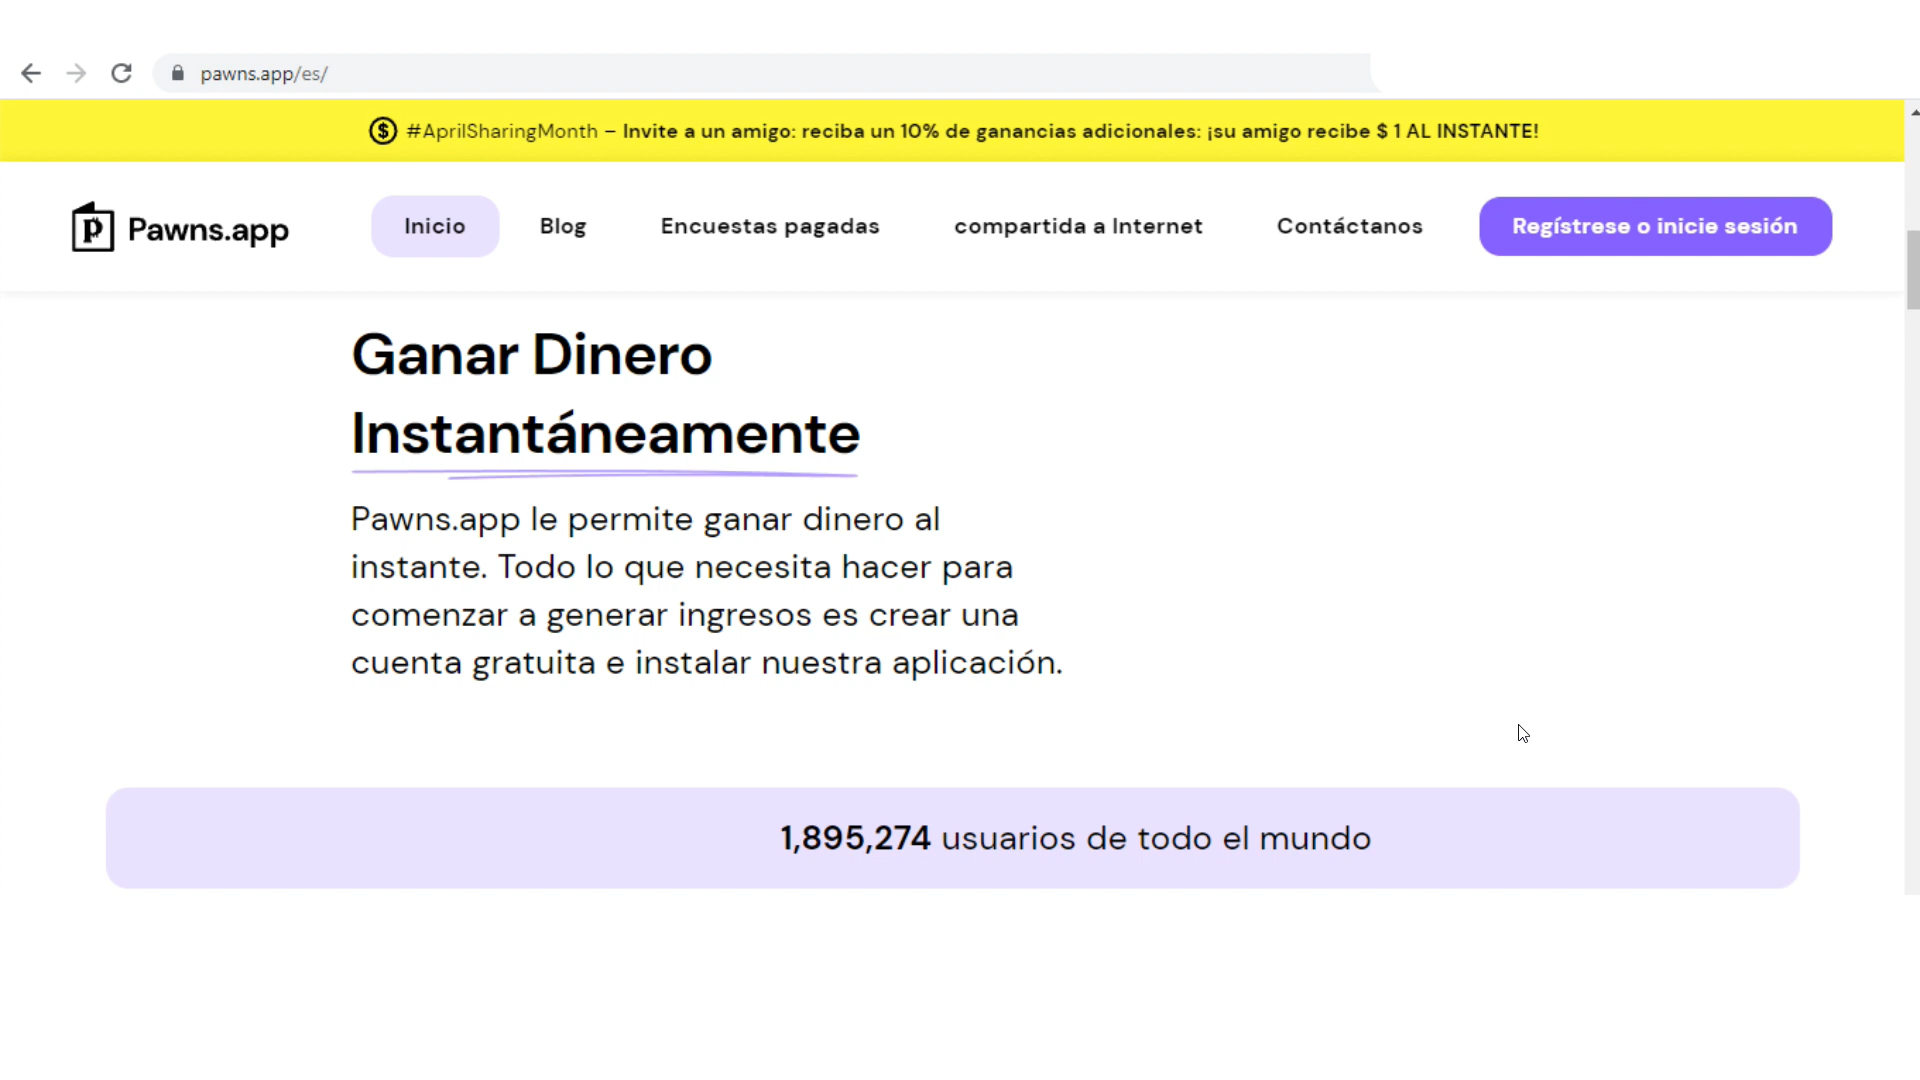 pawns.app/es/
#AprilSharingMonth – Invite a un amigo: reciba un 10% de ganancias adicionales: ¡su amigo recibe $ 1 AL INSTANTE!
Pawns.app
Inicio
Blog
Encuestas pagadas
compartida a Internet
Contáctanos
Regístrese o inicie sesión
Ganar Dinero
Instantáneamente
Pawns.app le permite ganar dinero al
instante. Todo lo que necesita hacer para
comenzar a generar ingresos es crear una
cuenta gratuita e instalar nuestra aplicación.
1,895,274 usuarios de todo el mundo